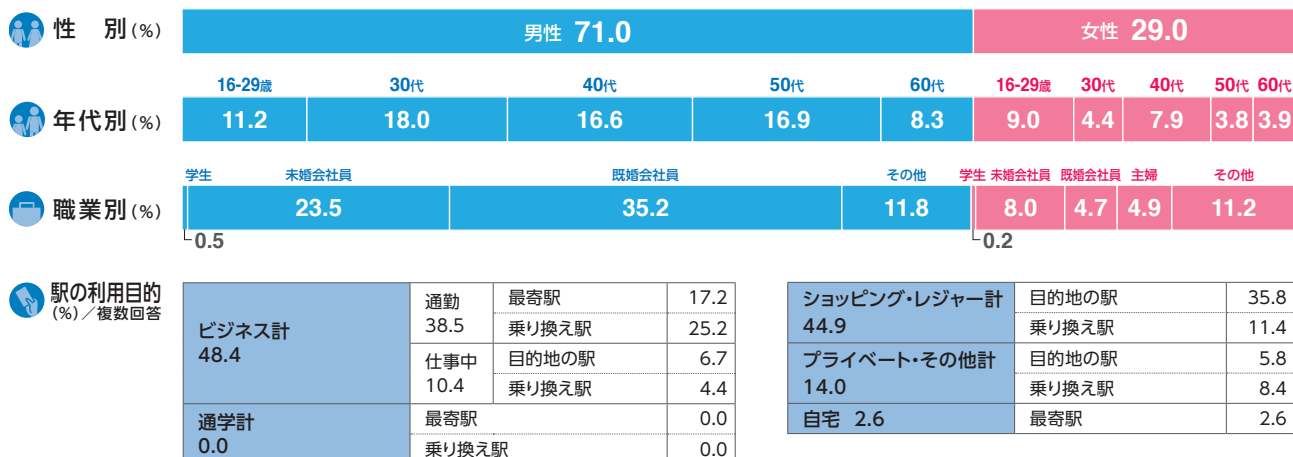 性 別(%)
男性 71.0
女性 29.0
16-29歳 30代 40代 50代 60代 16-29歳 30代 40代 50代 60代
年代別(%)
11.2 18.0 16.6 16.9 8.3 9.0 4.4 7.9 3.8 3.9
学生 未婚会社員 既婚会社員 その他 学生 未婚会社員 既婚会社員 主婦 その他
職業別(%)
23.5 35.2 11.8 8.0 4.7 4.9 11.2
0.5 0.2
駅の利用目的
(%)/複数回答
ビジネス計
48.4
通勤
38.5
最寄駅 17.2
乗り換え駅 25.2
仕事中
10.4
目的地の駅 6.7
乗り換え駅 4.4
通学計
0.0
最寄駅 0.0
乗り換え駅 0.0
ショッピング・レジャー計
44.9
目的地の駅 35.8
乗り換え駅 11.4
プライベート・その他計
14.0
目的地の駅 5.8
乗り換え駅 8.4
自宅 2.6
最寄駅 2.6